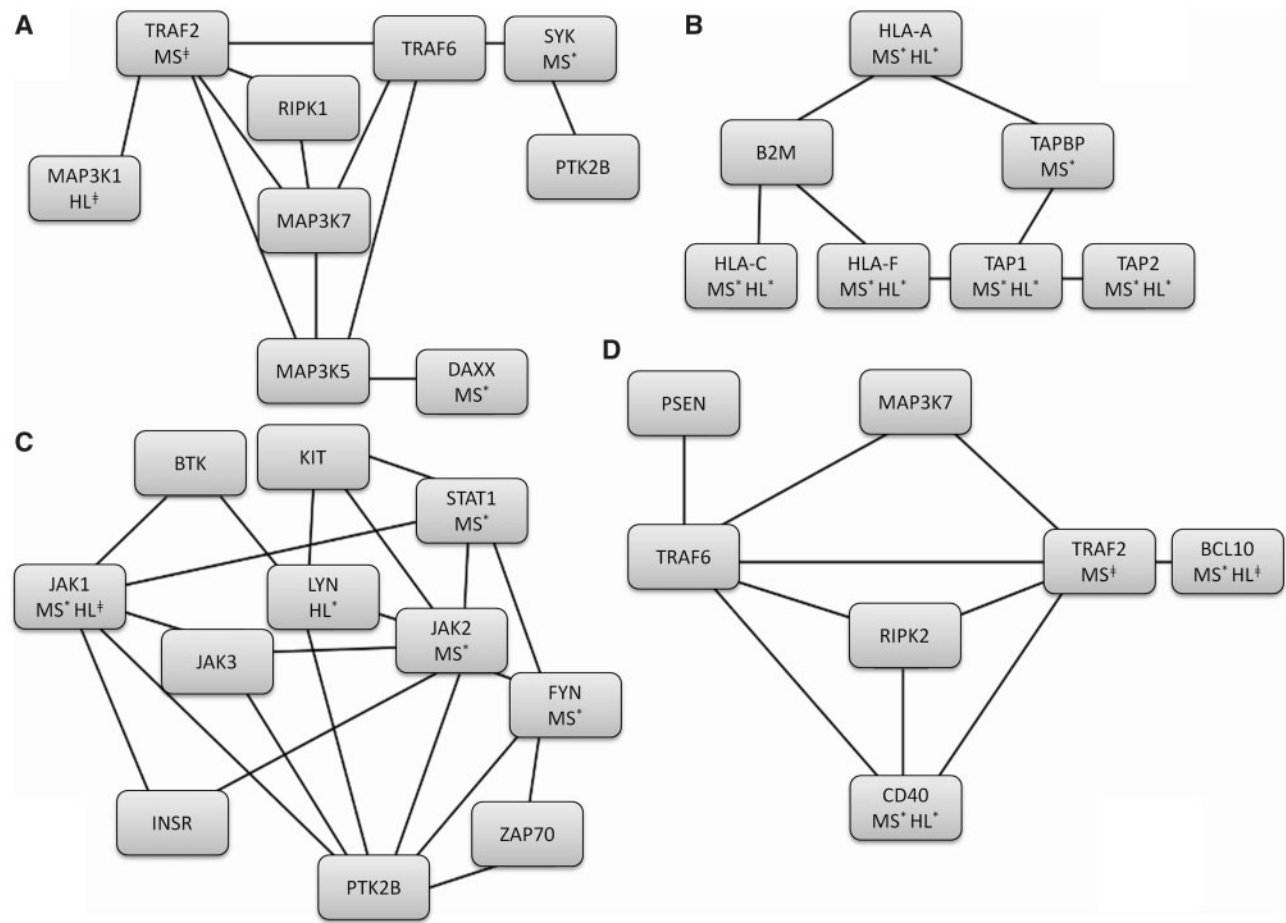 A
TRAF2
MS‡
TRAF6
SYK
MS*
RIPK1
MAP3K1
HL‡
PTK2B
MAP3K7
MAP3K5
DAXX
MS*
B
HLA-A
MS* HL*
B2M
TAPBP
MS*
HLA-C
MS* HL*
HLA-F
MS* HL*
TAP1
MS* HL*
TAP2
MS* HL*
C
BTK
KIT
STAT1
MS*
JAK1
MS* HL‡
LYN
HL*
JAK2
MS*
JAK3
FYN
MS*
INSR
ZAP70
PTK2B
D
PSEN
MAP3K7
TRAF6
TRAF2
MS‡
BCL10
MS* HL‡
RIPK2
CD40
MS* HL*